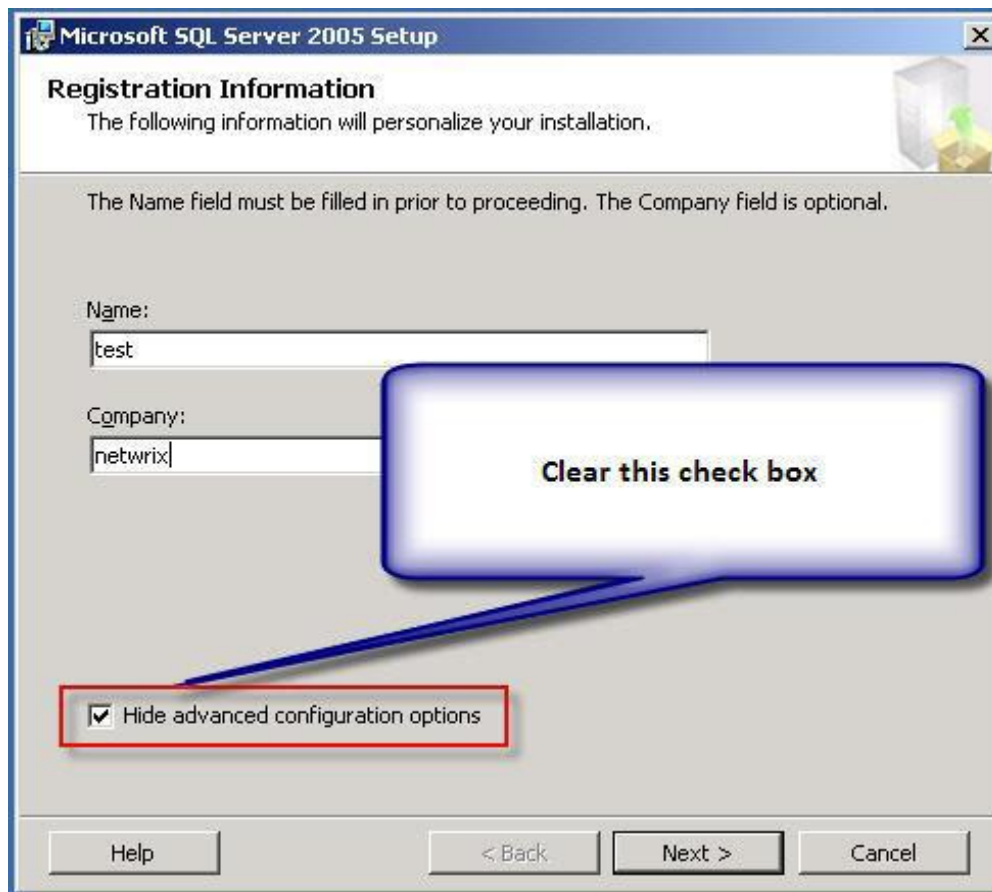 Microsoft SQL Server 2005 Setup
Registration Information
The following information will personalize your installation.
The Name field must be filled in prior to proceeding. The Company field is optional.
Name:
test
Company:
netwrix
Clear this check box
Hide advanced configuration options
Help
< Back
Next >
Cancel